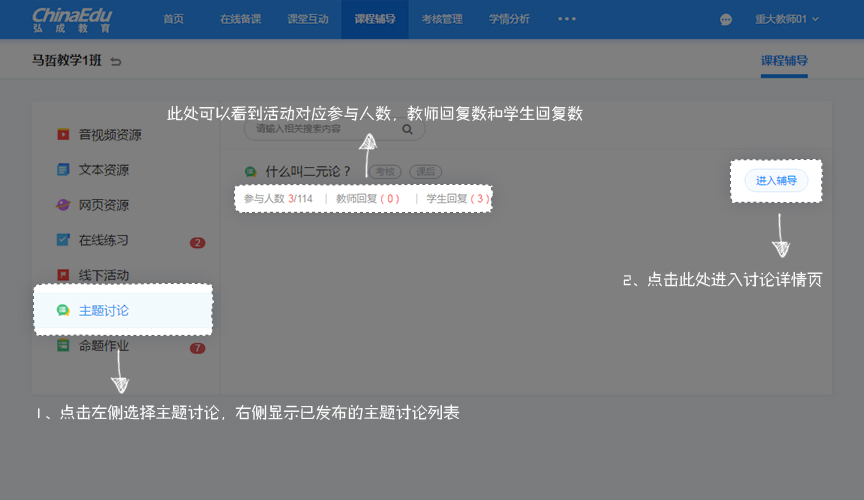 ChinaEdu
弘成教育
首页 在线备课 课堂互动 课程辅导 考核管理 学情分析 ••• 重大教师01
马哲教学1班 课程辅导
此处可以看到活动对应参与人数，教师回复数和学生回复数
请输入相关搜索内容
音视频资源
什么叫二元论？ 考核 课后
文本资源
进入辅导
参与人数 3/114 | 教师回复 ( 0 ) | 学生回复 ( 3 )
网页资源
在线练习 2
线下活动
2、点击此处进入讨论详情页
主题讨论
命题作业 7
1、点击左侧选择主题讨论，右侧显示已发布的主题讨论列表